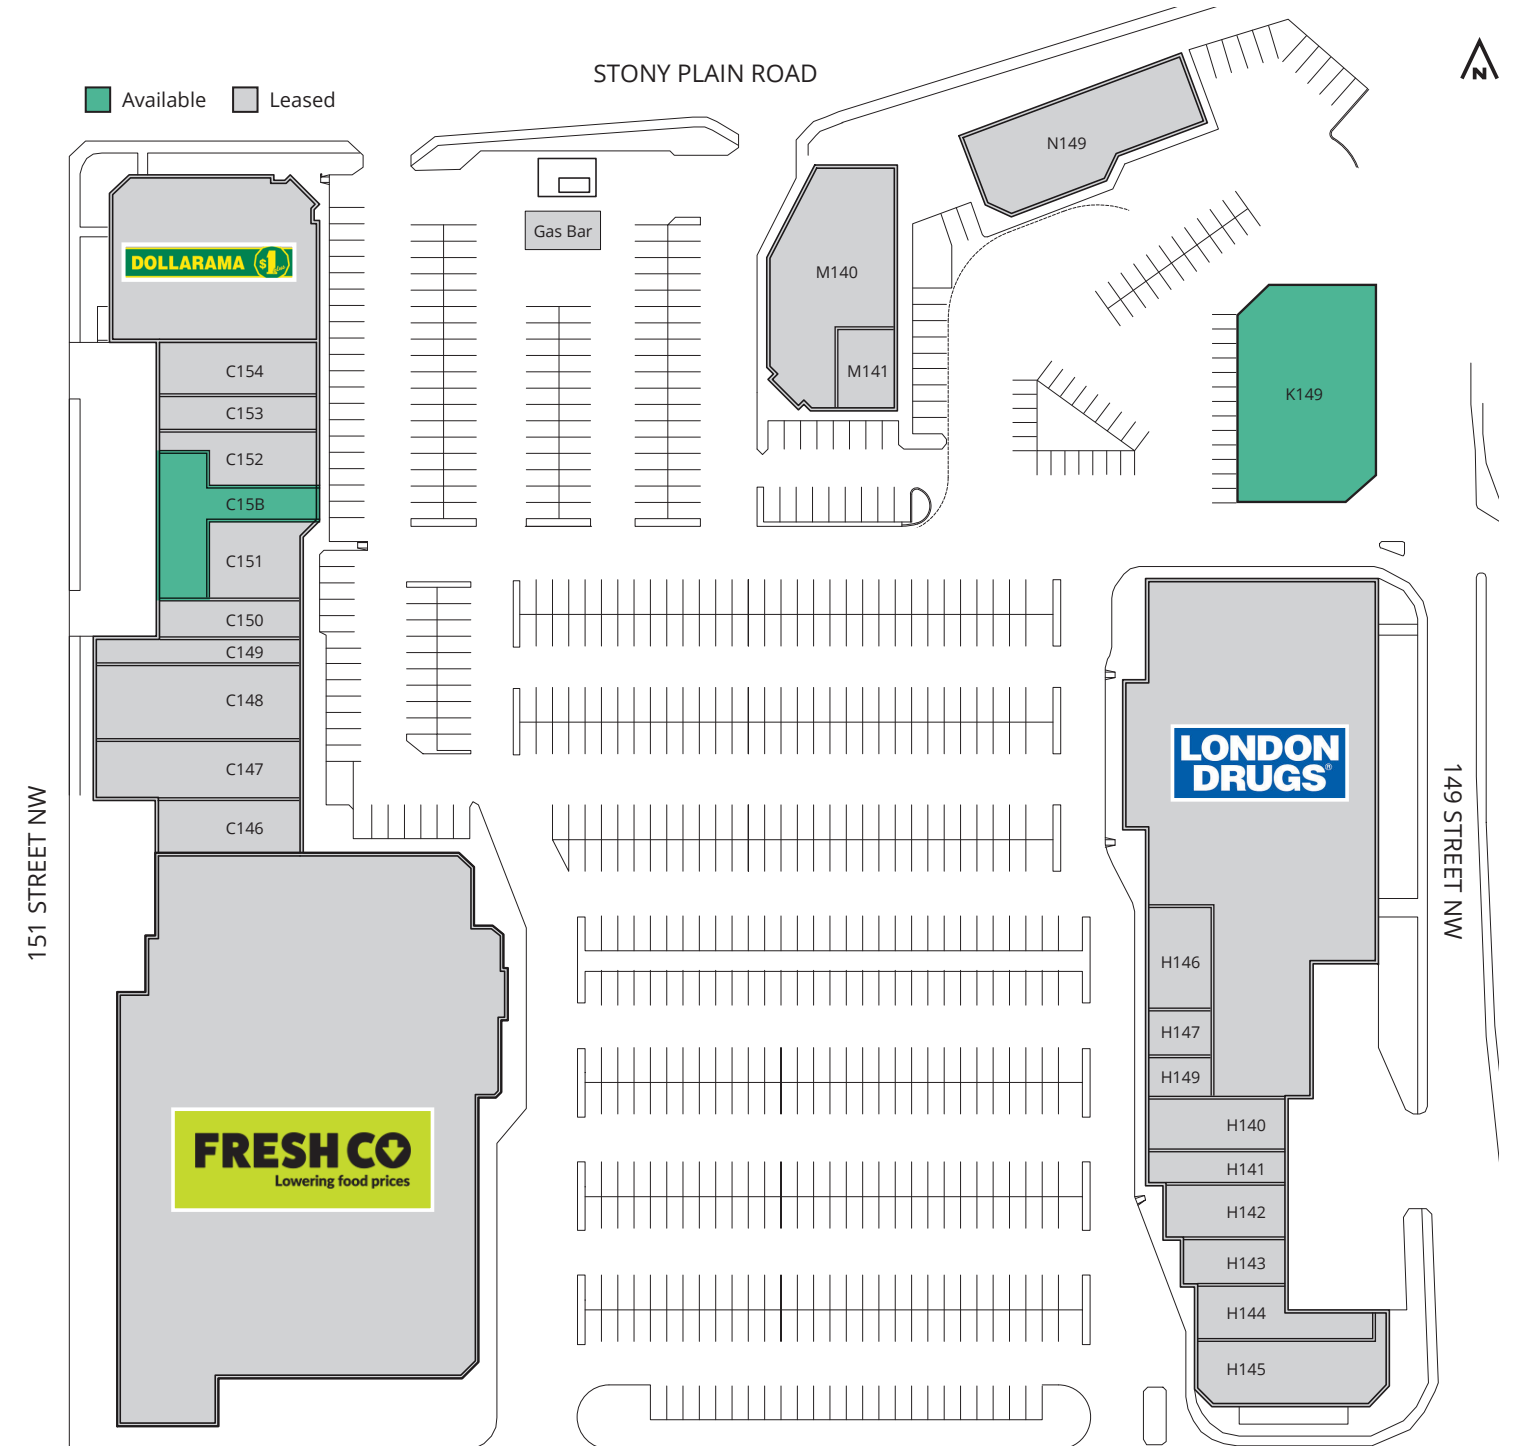 STONY PLAIN ROAD
N
Available
Leased
N149
DOLLARAMA $1 plus
Gas Bar
M140
M141
K149
C154
C153
C152
C15B
C151
C150
C149
C148
C147
C146
151 STREET NW
149 STREET NW
LONDON
DRUGS®
H146
H147
H149
H140
H141
H142
H143
H144
H145
FRESHCO
Lowering food prices